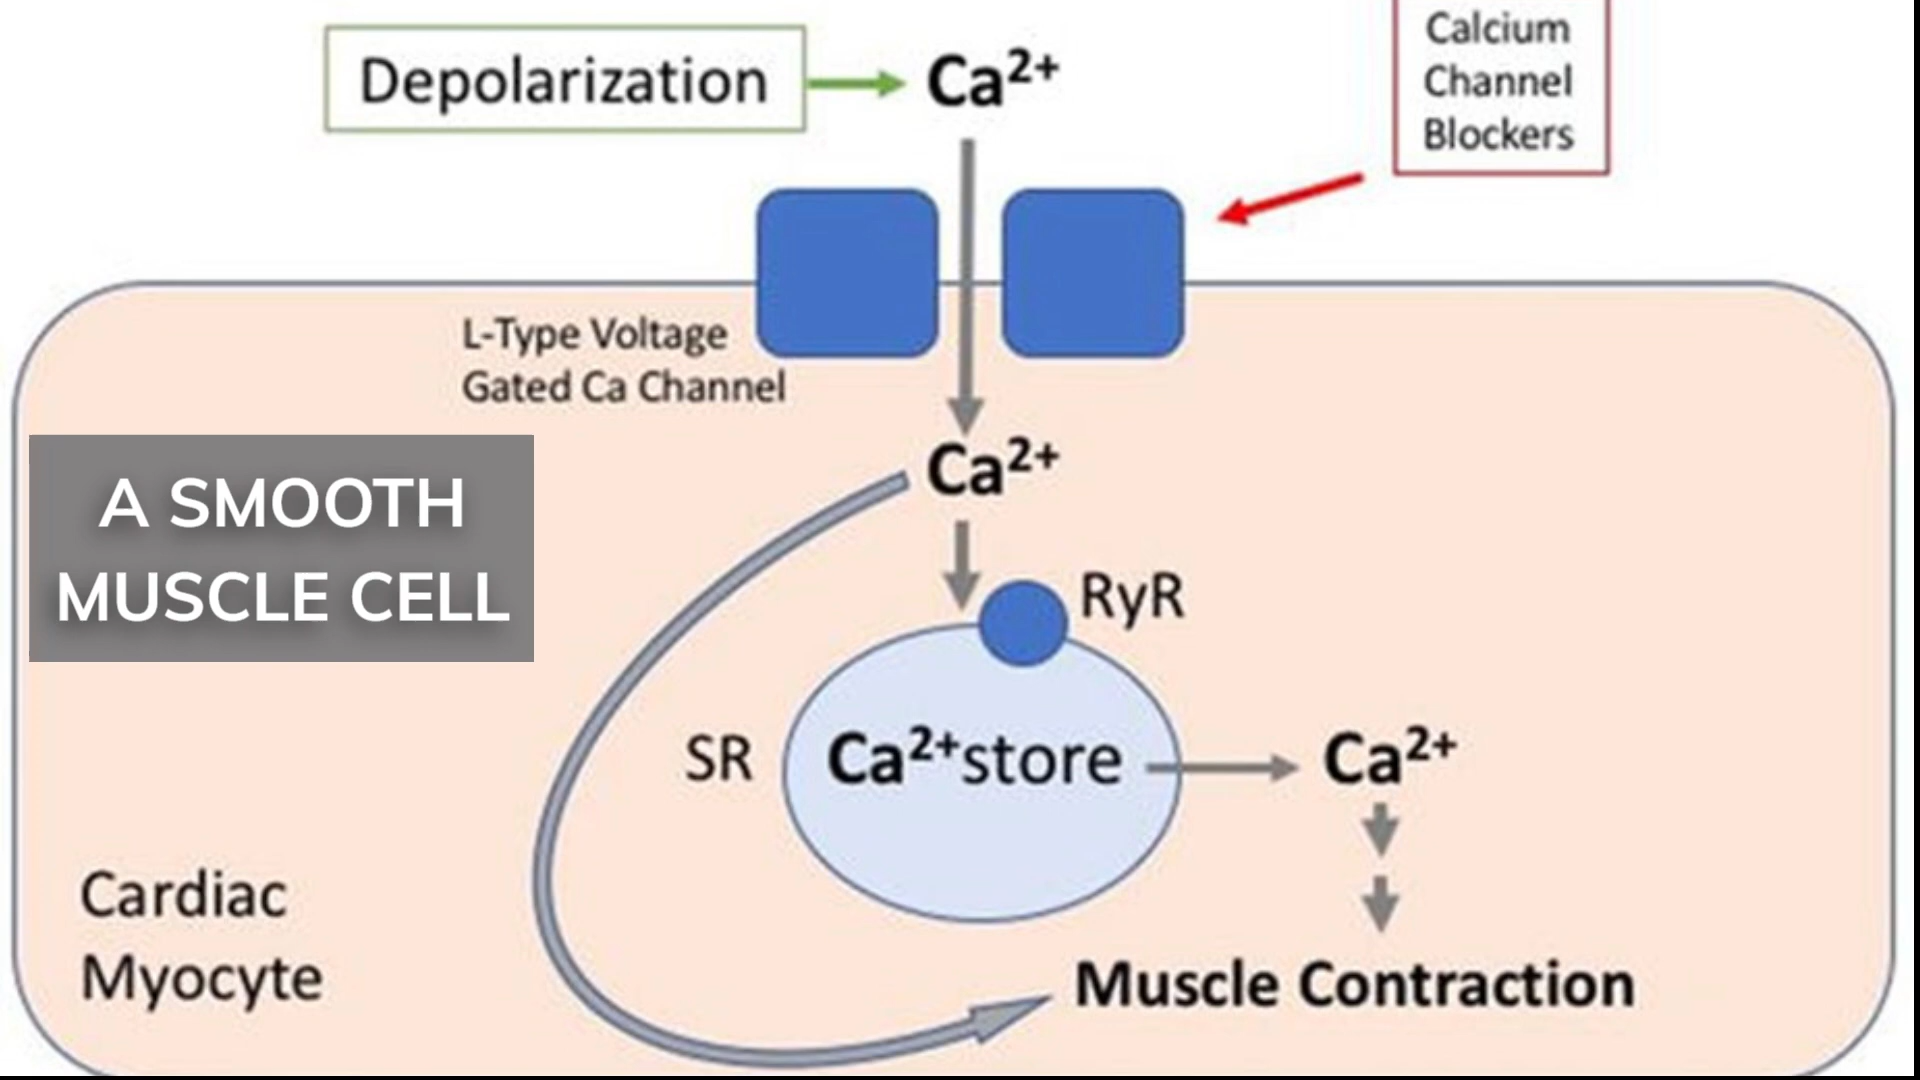 Depolarization
Ca²⁺
Calcium
Channel
Blockers
L-Type Voltage
Gated Ca Channel
Ca²⁺
A SMOOTH
MUSCLE CELL
RyR
SR
Ca²⁺store
Ca²⁺
Cardiac
Myocyte
Muscle Contraction